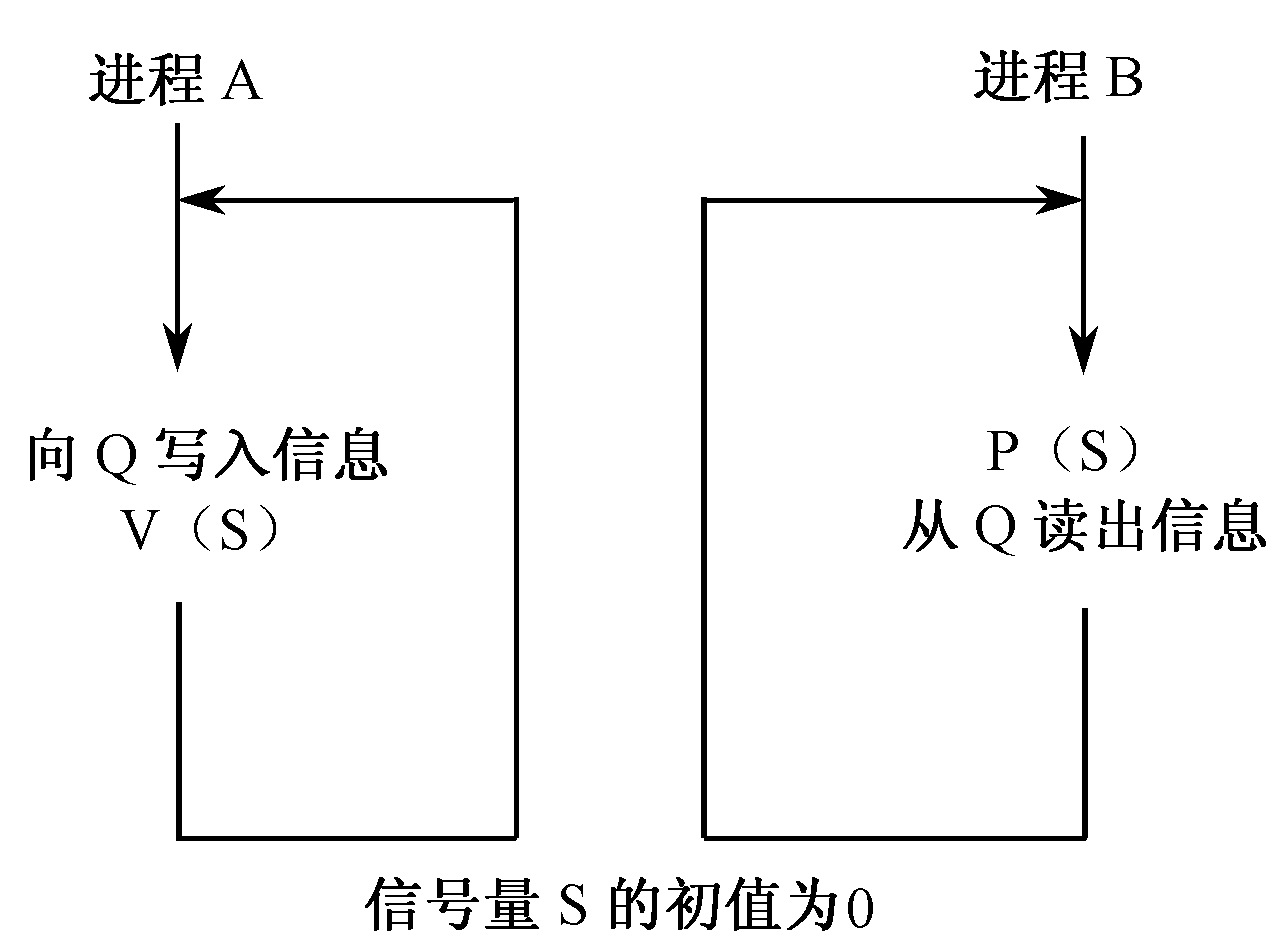 进程 A
进程 B
向 Q 写入信息
V（S）
P（S）
从 Q 读出信息
信号量 S 的初值为0